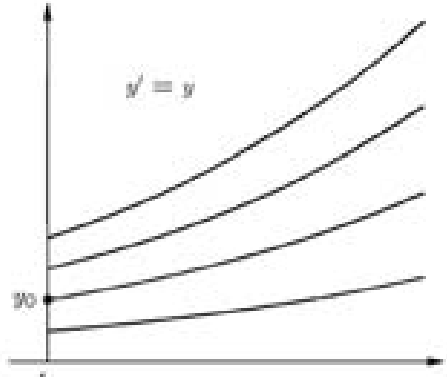 y' = y
y₀